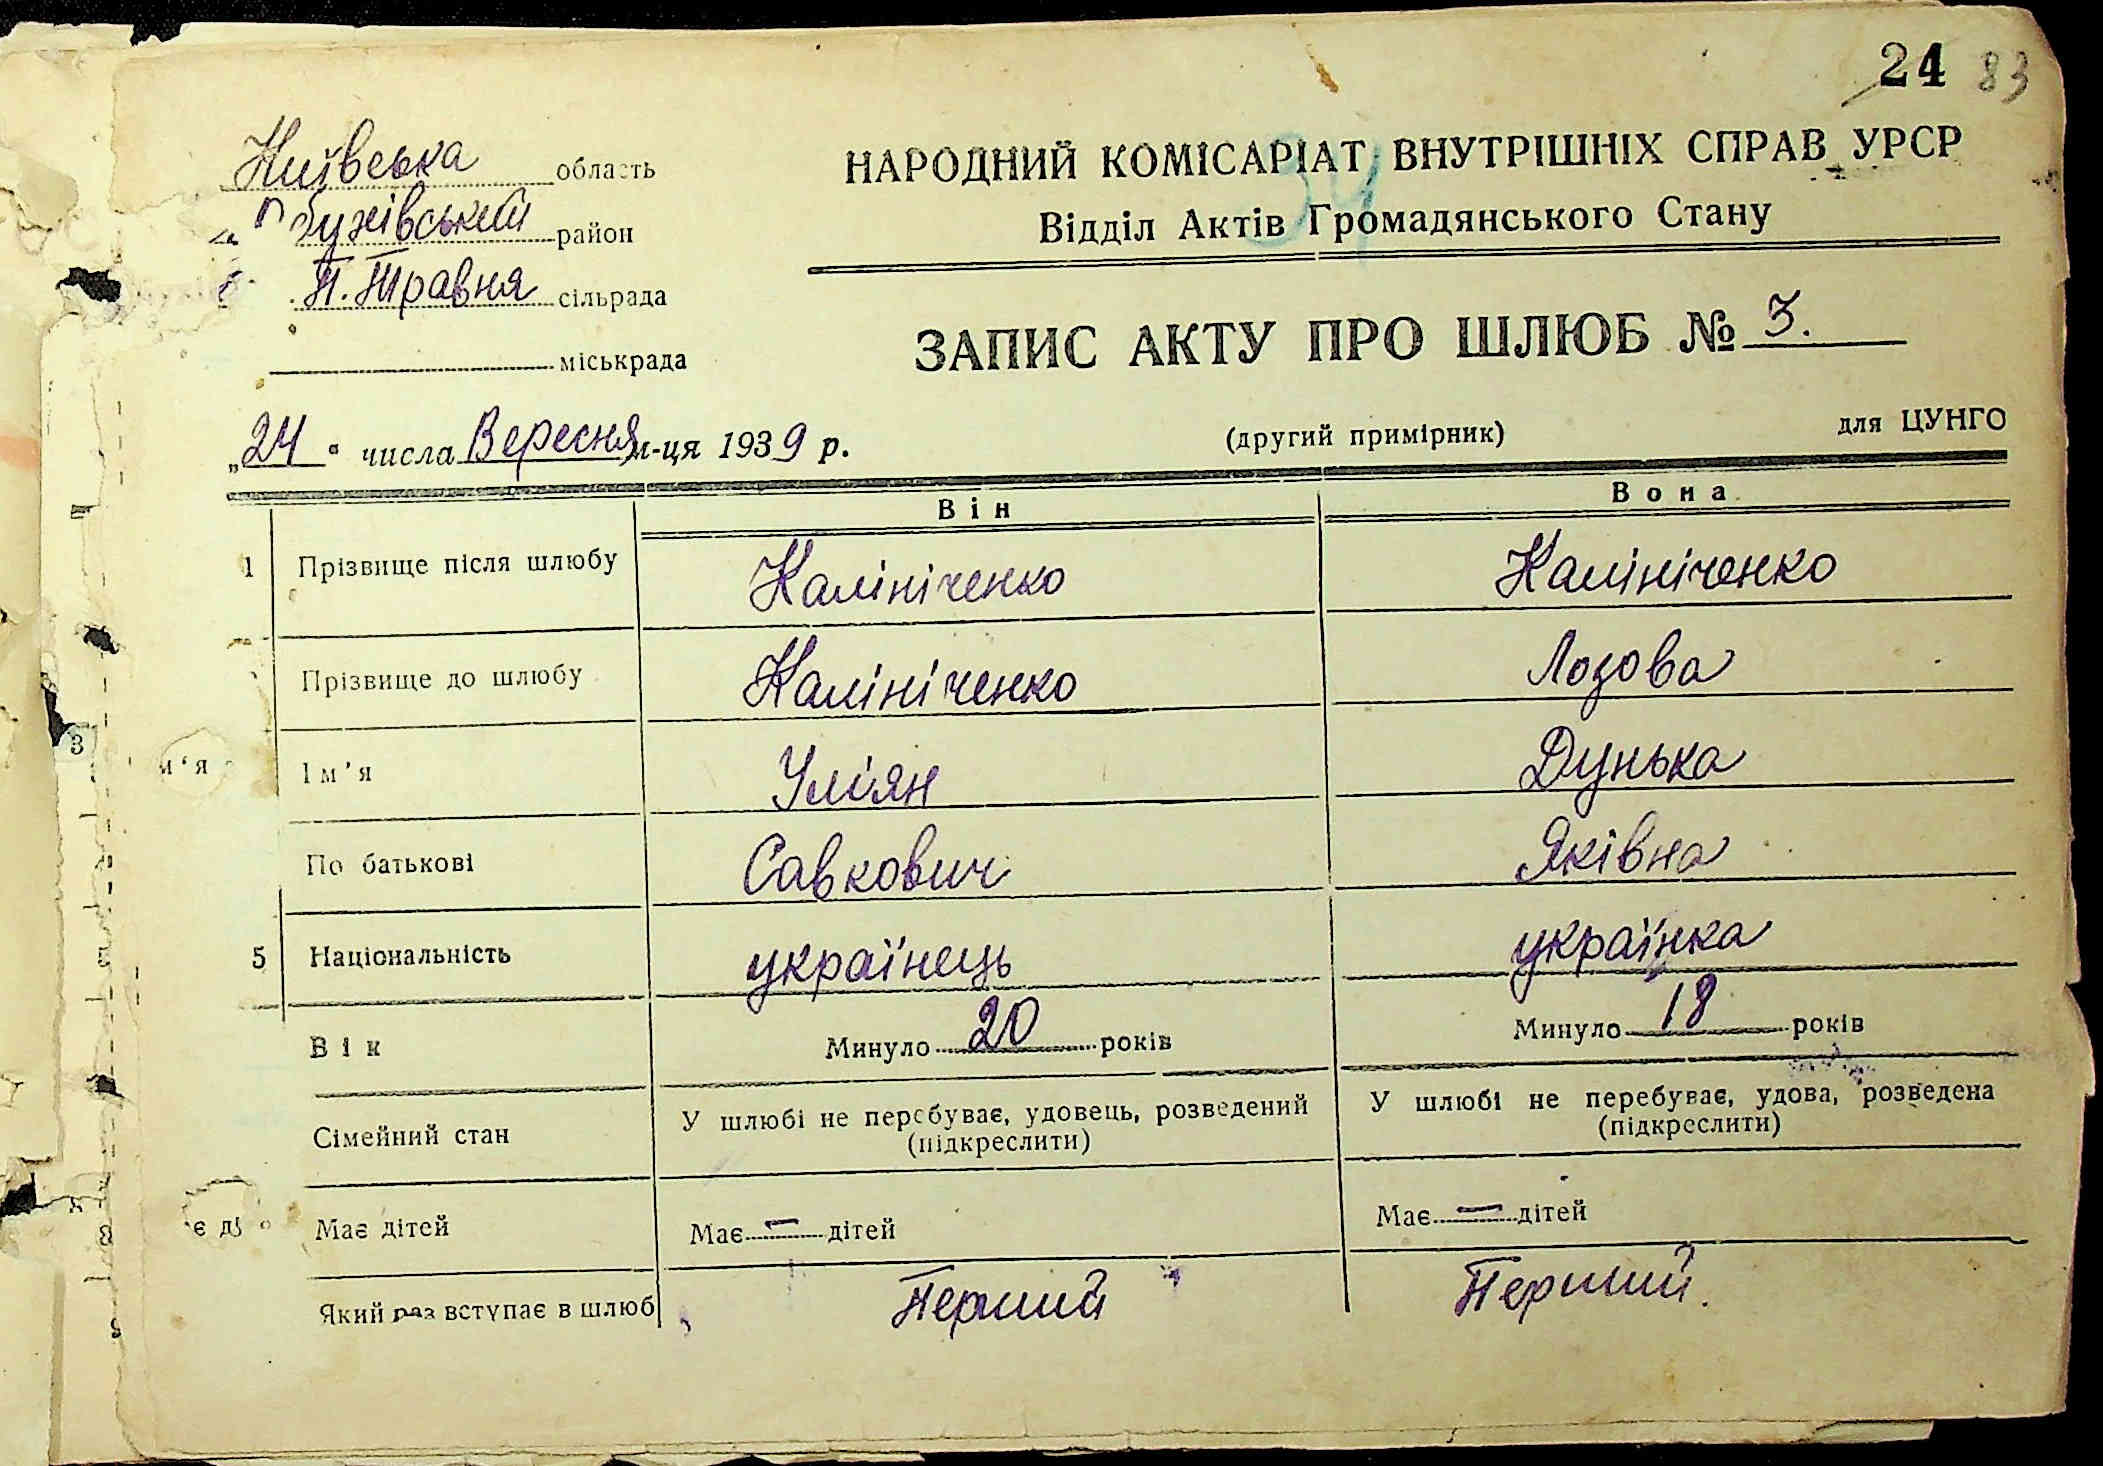 24 83
Київська область
НАРОДНИЙ КОМІСАРІАТ ВНУТРІШНІХ СПРАВ УРСР
район
Відділ Актів Громадянського Стану
П. Травня сільрада
ЗАПИС АКТУ ПРО ШЛЮБ № 3.
міськрада
„24" числа Вересня м-ця 1939 р.
(другий примірник)
для ЦУНГО
Він Вона
1 Прізвище після шлюбу Калініченко Калініченко
Прізвище до шлюбу Калініченко Лозова
Ім'я Уліян Дунька
По батькові Савкович Яківна
5 Національність українець українка
Вік Минуло 20 років Минуло 18 років
Сімейний стан У шлюбі не перебуває, удовець, розведений (підкреслити) У шлюбі не перебуває, удова, розведена (підкреслити)
Має дітей Має — дітей Має — дітей
Який раз вступає в шлюб Перший Перший.